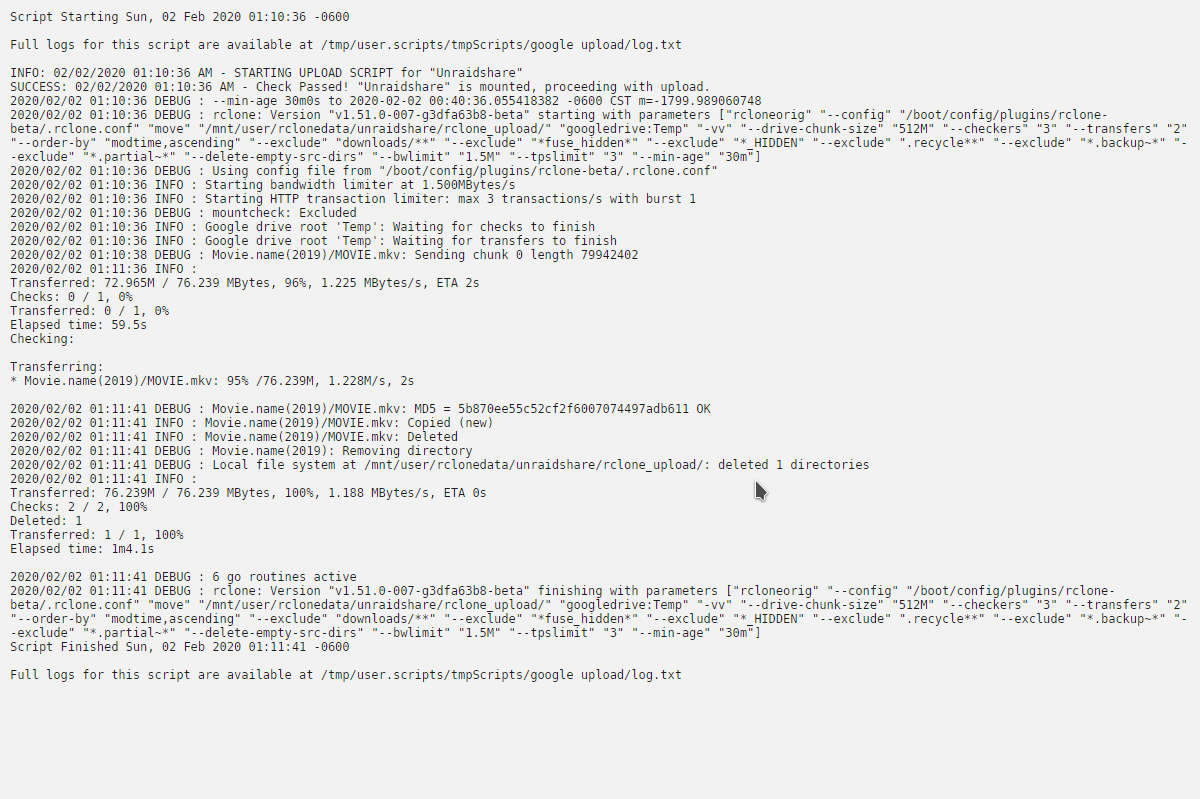 Script Starting Sun, 02 Feb 2020 01:10:36 -0600
Full logs for this script are available at /tmp/user.scripts/tmpScripts/google upload/log.txt
INFO: 02/02/2020 01:10:36 AM - STARTING UPLOAD SCRIPT for "Unraidshare"
SUCCESS: 02/02/2020 01:10:36 AM - Check Passed! "Unraidshare" is mounted, proceeding with upload.
2020/02/02 01:10:36 DEBUG : --min-age 30m0s to 2020-02-02 00:40:36.055418382 -0600 CST m=-1799.989060748
2020/02/02 01:10:36 DEBUG : rclone: Version "v1.51.0-007-g3dfa63b8-beta" starting with parameters ["rcloneorig" "--config" "/boot/config/plugins/rclone-
beta/.rclone.conf" "move" "/mnt/user/rclonedata/unraidshare/rclone_upload/" "googledrive:Temp" "-vv" "--drive-chunk-size" "512M" "--checkers" "3" "--transfers" "2"
"--order-by" "modtime,ascending" "--exclude" "downloads/**" "--exclude" "*fuse_hidden*" "--exclude" "*_HIDDEN" "--exclude" ".recycle**" "--exclude" "*.backup~*" "-
-exclude" "*.partial~*" "--delete-empty-src-dirs" "--bwlimit" "1.5M" "--tpslimit" "3" "--min-age" "30m"]
2020/02/02 01:10:36 DEBUG : Using config file from "/boot/config/plugins/rclone-beta/.rclone.conf"
2020/02/02 01:10:36 INFO : Starting bandwidth limiter at 1.500MBytes/s
2020/02/02 01:10:36 INFO : Starting HTTP transaction limiter: max 3 transactions/s with burst 1
2020/02/02 01:10:36 DEBUG : mountcheck: Excluded
2020/02/02 01:10:36 INFO : Google drive root 'Temp': Waiting for checks to finish
2020/02/02 01:10:36 INFO : Google drive root 'Temp': Waiting for transfers to finish
2020/02/02 01:10:38 DEBUG : Movie.name(2019)/MOVIE.mkv: Sending chunk 0 length 79942402
2020/02/02 01:11:36 INFO :
Transferred: 72.965M / 76.239 MBytes, 96%, 1.225 MBytes/s, ETA 2s
Checks: 0 / 1, 0%
Transferred: 0 / 1, 0%
Elapsed time: 59.5s
Checking:
Transferring:
* Movie.name(2019)/MOVIE.mkv: 95% /76.239M, 1.228M/s, 2s
2020/02/02 01:11:41 DEBUG : Movie.name(2019)/MOVIE.mkv: MD5 = 5b870ee55c52cf2f6007074497adb611 OK
2020/02/02 01:11:41 INFO : Movie.name(2019)/MOVIE.mkv: Copied (new)
2020/02/02 01:11:41 INFO : Movie.name(2019)/MOVIE.mkv: Deleted
2020/02/02 01:11:41 DEBUG : Movie.name(2019): Removing directory
2020/02/02 01:11:41 DEBUG : Local file system at /mnt/user/rclonedata/unraidshare/rclone_upload/: deleted 1 directories
2020/02/02 01:11:41 INFO :
Transferred: 76.239M / 76.239 MBytes, 100%, 1.188 MBytes/s, ETA 0s
Checks: 2 / 2, 100%
Deleted: 1
Transferred: 1 / 1, 100%
Elapsed time: 1m4.1s
2020/02/02 01:11:41 DEBUG : 6 go routines active
2020/02/02 01:11:41 DEBUG : rclone: Version "v1.51.0-007-g3dfa63b8-beta" finishing with parameters ["rcloneorig" "--config" "/boot/config/plugins/rclone-
beta/.rclone.conf" "move" "/mnt/user/rclonedata/unraidshare/rclone_upload/" "googledrive:Temp" "-vv" "--drive-chunk-size" "512M" "--checkers" "3" "--transfers" "2"
"--order-by" "modtime,ascending" "--exclude" "downloads/**" "--exclude" "*fuse_hidden*" "--exclude" "*_HIDDEN" "--exclude" ".recycle**" "--exclude" "*.backup~*" "-
-exclude" "*.partial~*" "--delete-empty-src-dirs" "--bwlimit" "1.5M" "--tpslimit" "3" "--min-age" "30m"]
Script Finished Sun, 02 Feb 2020 01:11:41 -0600
Full logs for this script are available at /tmp/user.scripts/tmpScripts/google upload/log.txt